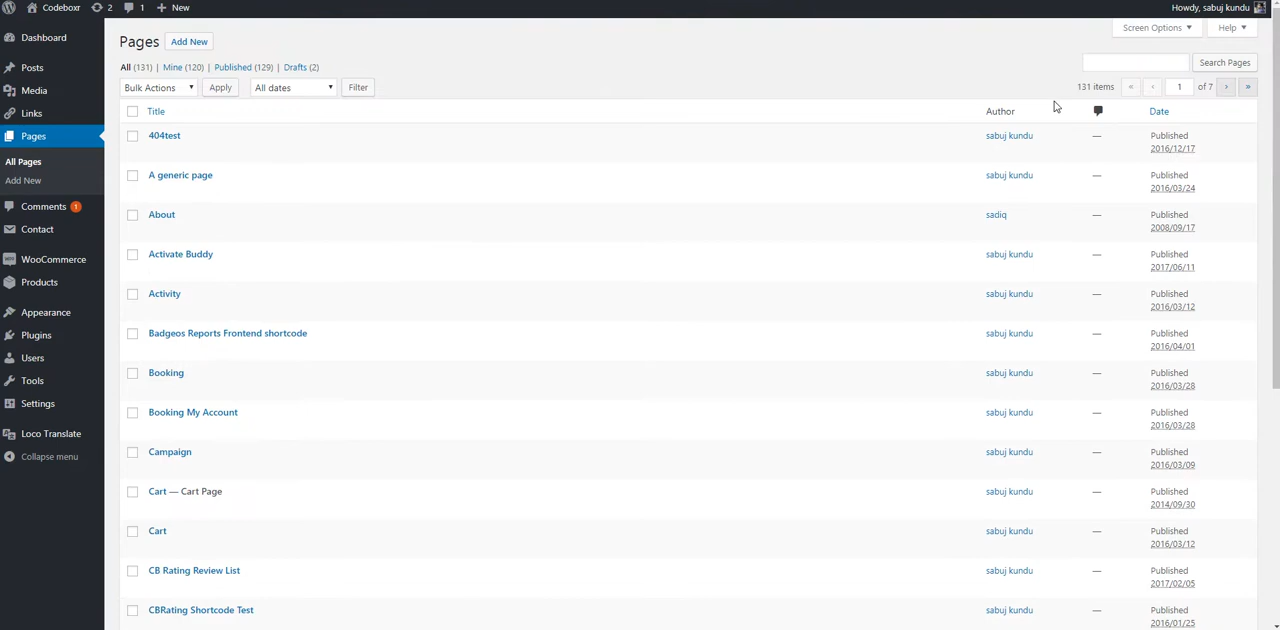 Codeboxr 2 1 New Howdy, sabuj kundu
Screen Options Help
Dashboard
Posts
Media
Links
Pages
All Pages
Add New
Comments 1
Contact
WooCommerce
Products
Appearance
Plugins
Users
Tools
Settings
Loco Translate
Collapse menu
Pages Add New
All (131) | Mine (120) | Published (129) | Drafts (2)
Search Pages
Bulk Actions Apply All dates Filter 131 items « ‹ 1 of 7 › »
Title Author Date
404test sabuj kundu — Published
2016/12/17
A generic page sabuj kundu — Published
2016/03/24
About sadiq — Published
2008/09/17
Activate Buddy sabuj kundu — Published
2017/06/11
Activity sabuj kundu — Published
2016/03/12
Badgeos Reports Frontend shortcode sabuj kundu — Published
2016/04/01
Booking sabuj kundu — Published
2016/03/28
Booking My Account sabuj kundu — Published
2016/03/28
Campaign sabuj kundu — Published
2016/03/09
Cart — Cart Page sabuj kundu — Published
2014/09/30
Cart sabuj kundu — Published
2016/03/12
CB Rating Review List sabuj kundu — Published
2017/02/05
CBRating Shortcode Test sabuj kundu — Published
2016/01/25